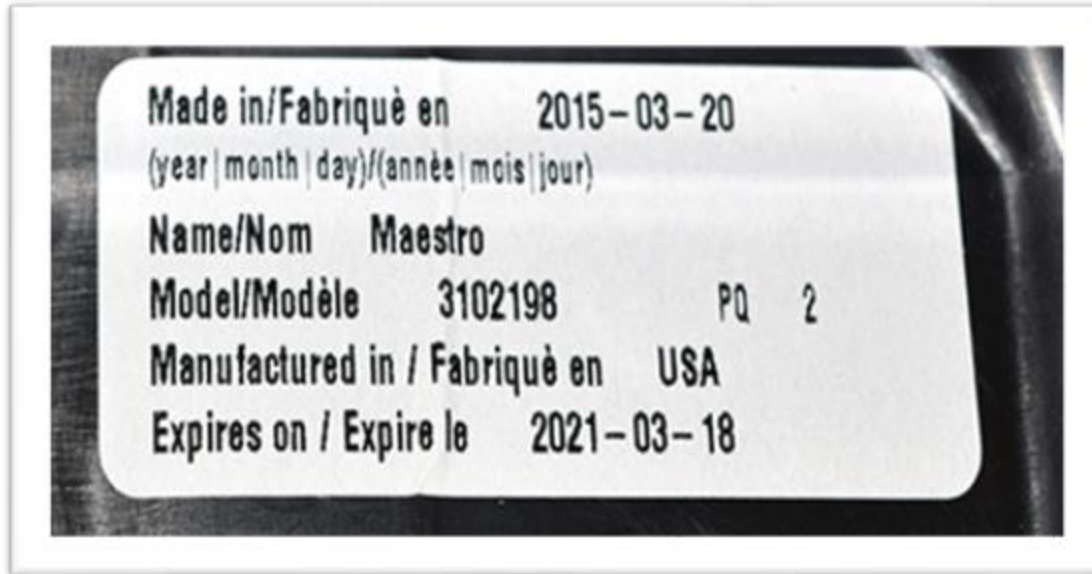 Made in/Fabriquè en 2015-03-20
(year|month|day)/(annèe|mois|jour)
Name/Nom Maestro
Model/Modèle 3102198 PQ 2
Manufactured in / Fabriquè en USA
Expires on / Expire le 2021-03-18